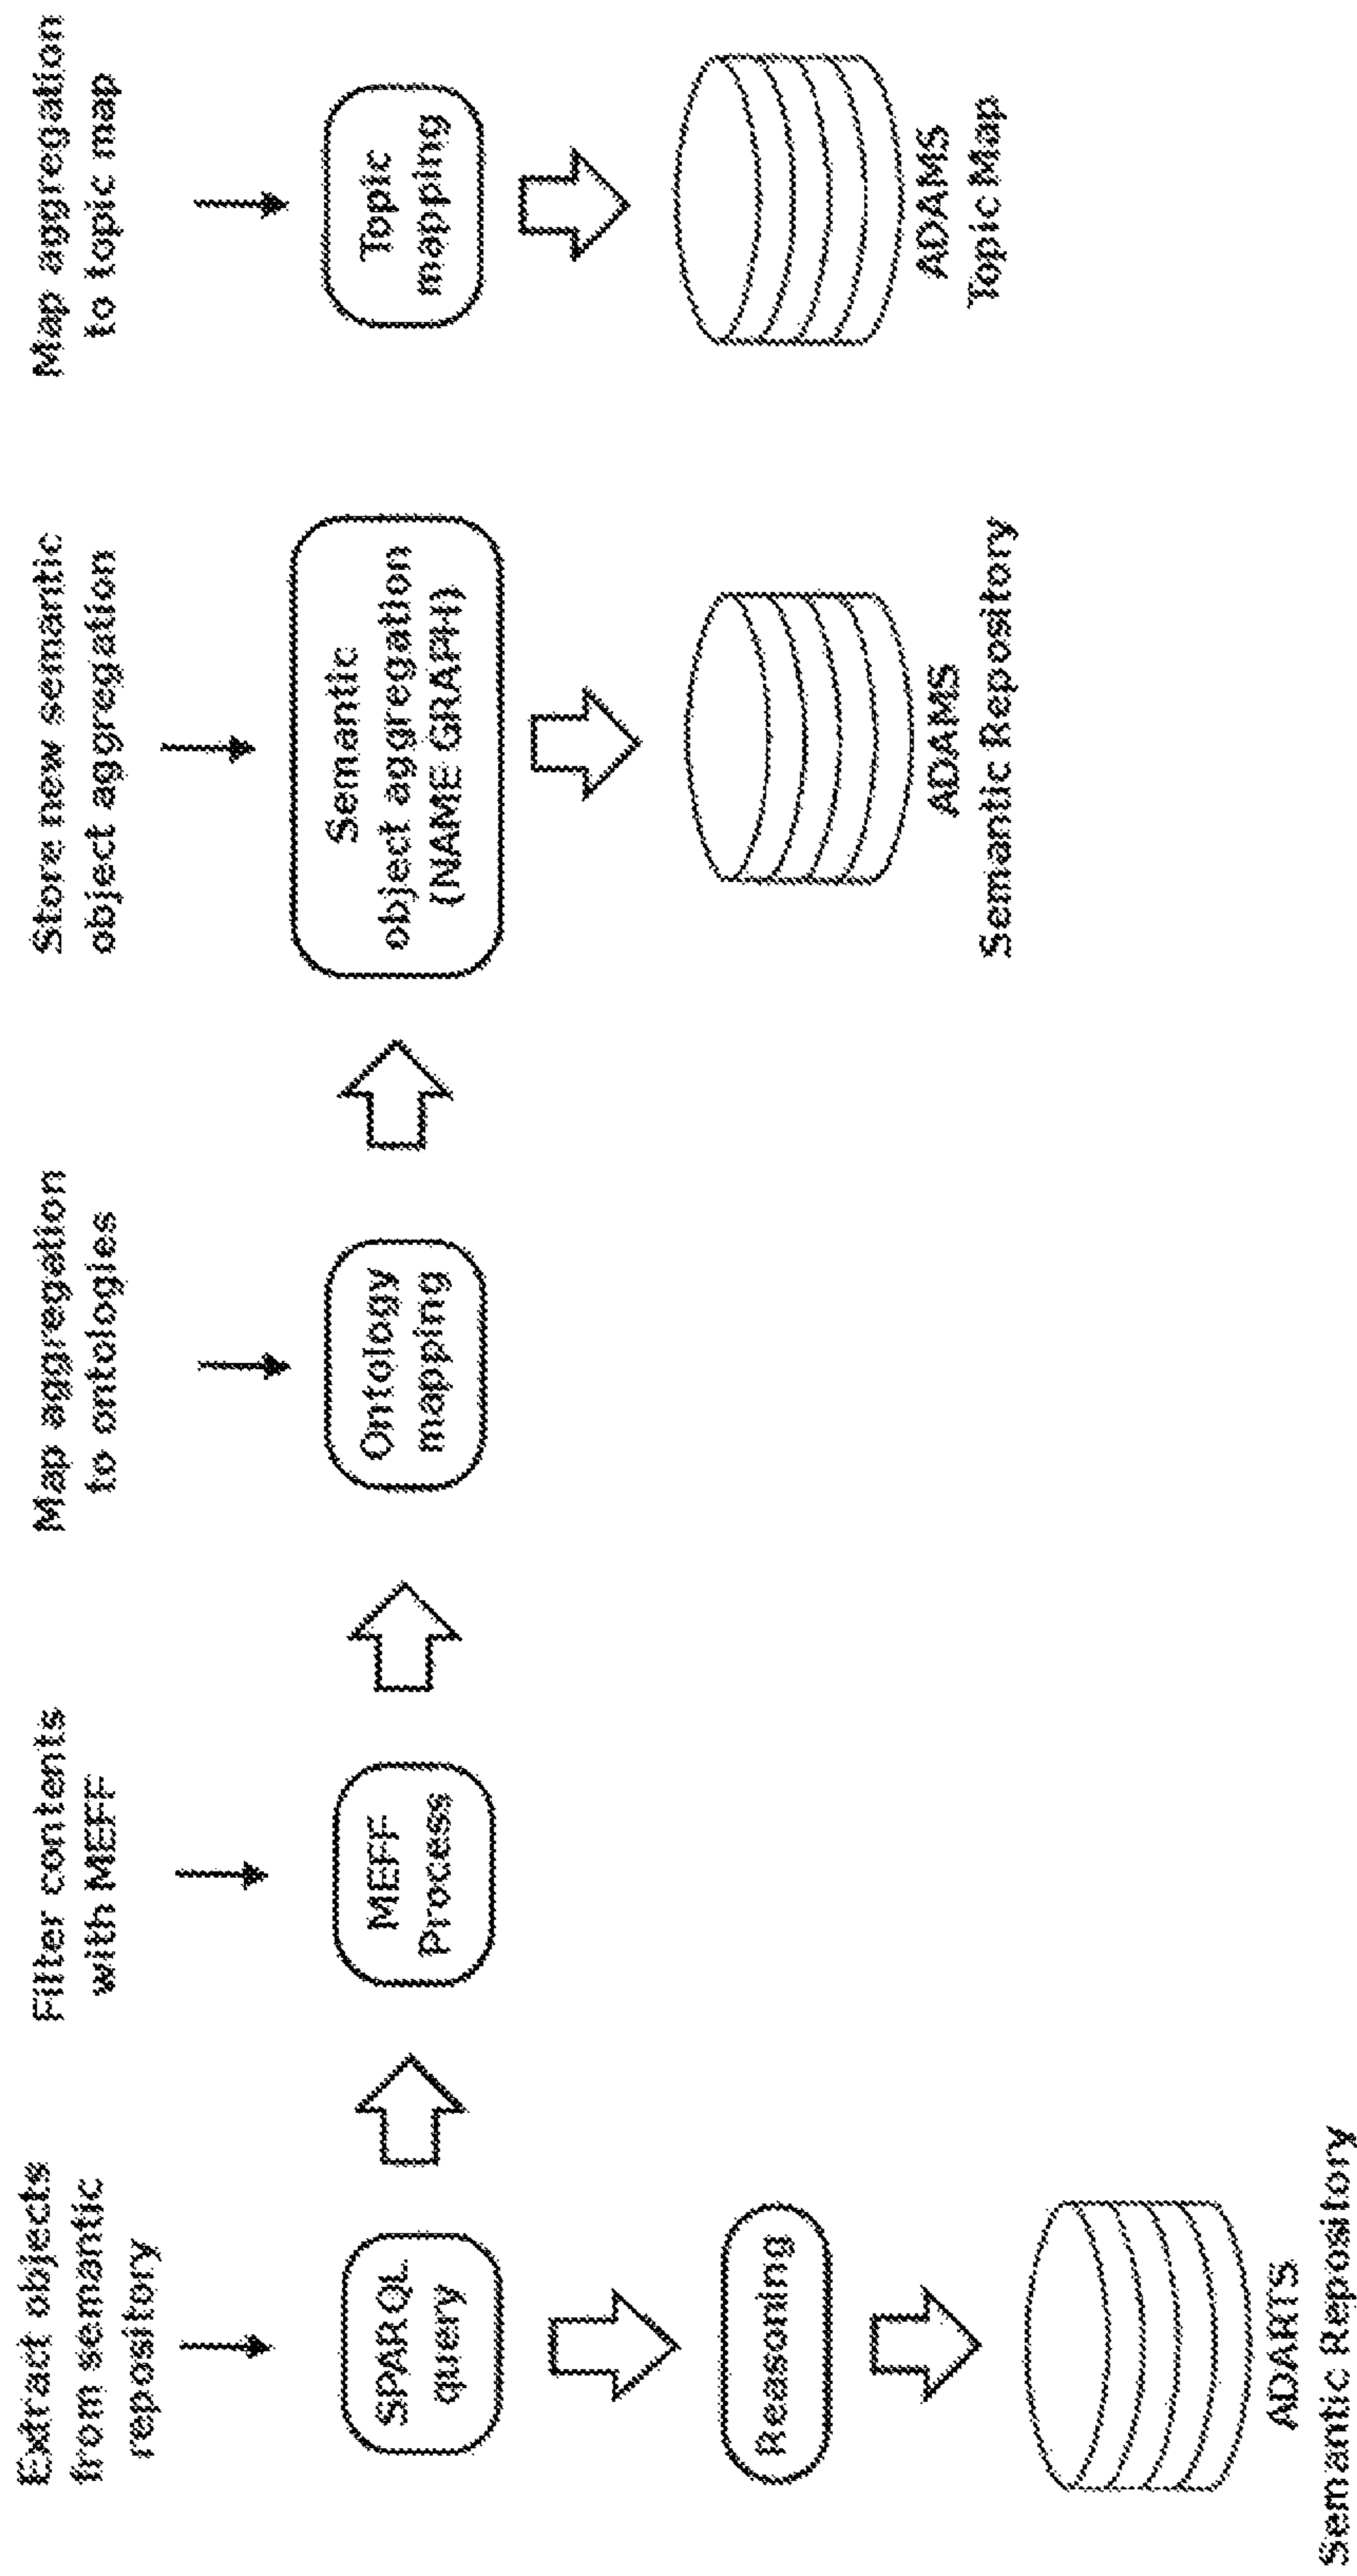 Extract objects
from semantic
repository
SPARQL
query
Reasoning
ADARTS
Semantic Repository
Filter contents
with MEFF
MEFF
Process
Map aggregation
to ontologies
Ontology
mapping
Store new semantic
object aggregation
Semantic
object aggregation
(NAME GRAPH)
ADAMS
Semantic Repository
Map aggregation
to topic map
Topic
mapping
ADAMS
Topic Map